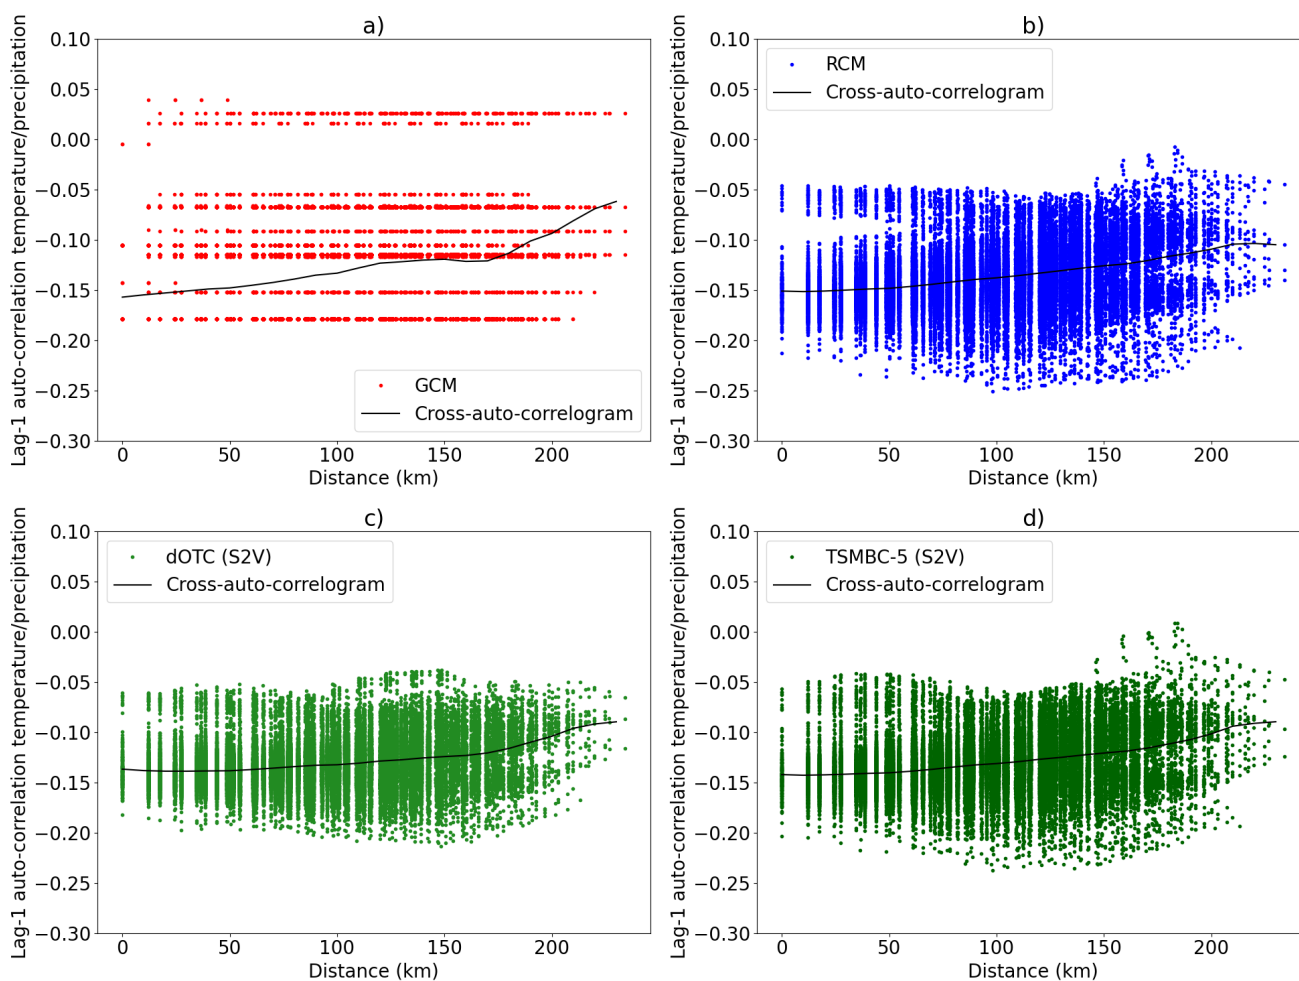 a)
Lag-1 auto-correlation temperature/precipitation
0.10
0.05
0.00
−0.05
−0.10
−0.15
−0.20
−0.25
−0.30
GCM
Cross-auto-correlogram
0 50 100 150 200
Distance (km)
b)
Lag-1 auto-correlation temperature/precipitation
0.10
0.05
0.00
−0.05
−0.10
−0.15
−0.20
−0.25
−0.30
RCM
Cross-auto-correlogram
0 50 100 150 200
Distance (km)
c)
Lag-1 auto-correlation temperature/precipitation
0.10
0.05
0.00
−0.05
−0.10
−0.15
−0.20
−0.25
−0.30
dOTC (S2V)
Cross-auto-correlogram
0 50 100 150 200
Distance (km)
d)
Lag-1 auto-correlation temperature/precipitation
0.10
0.05
0.00
−0.05
−0.10
−0.15
−0.20
−0.25
−0.30
TSMBC-5 (S2V)
Cross-auto-correlogram
0 50 100 150 200
Distance (km)